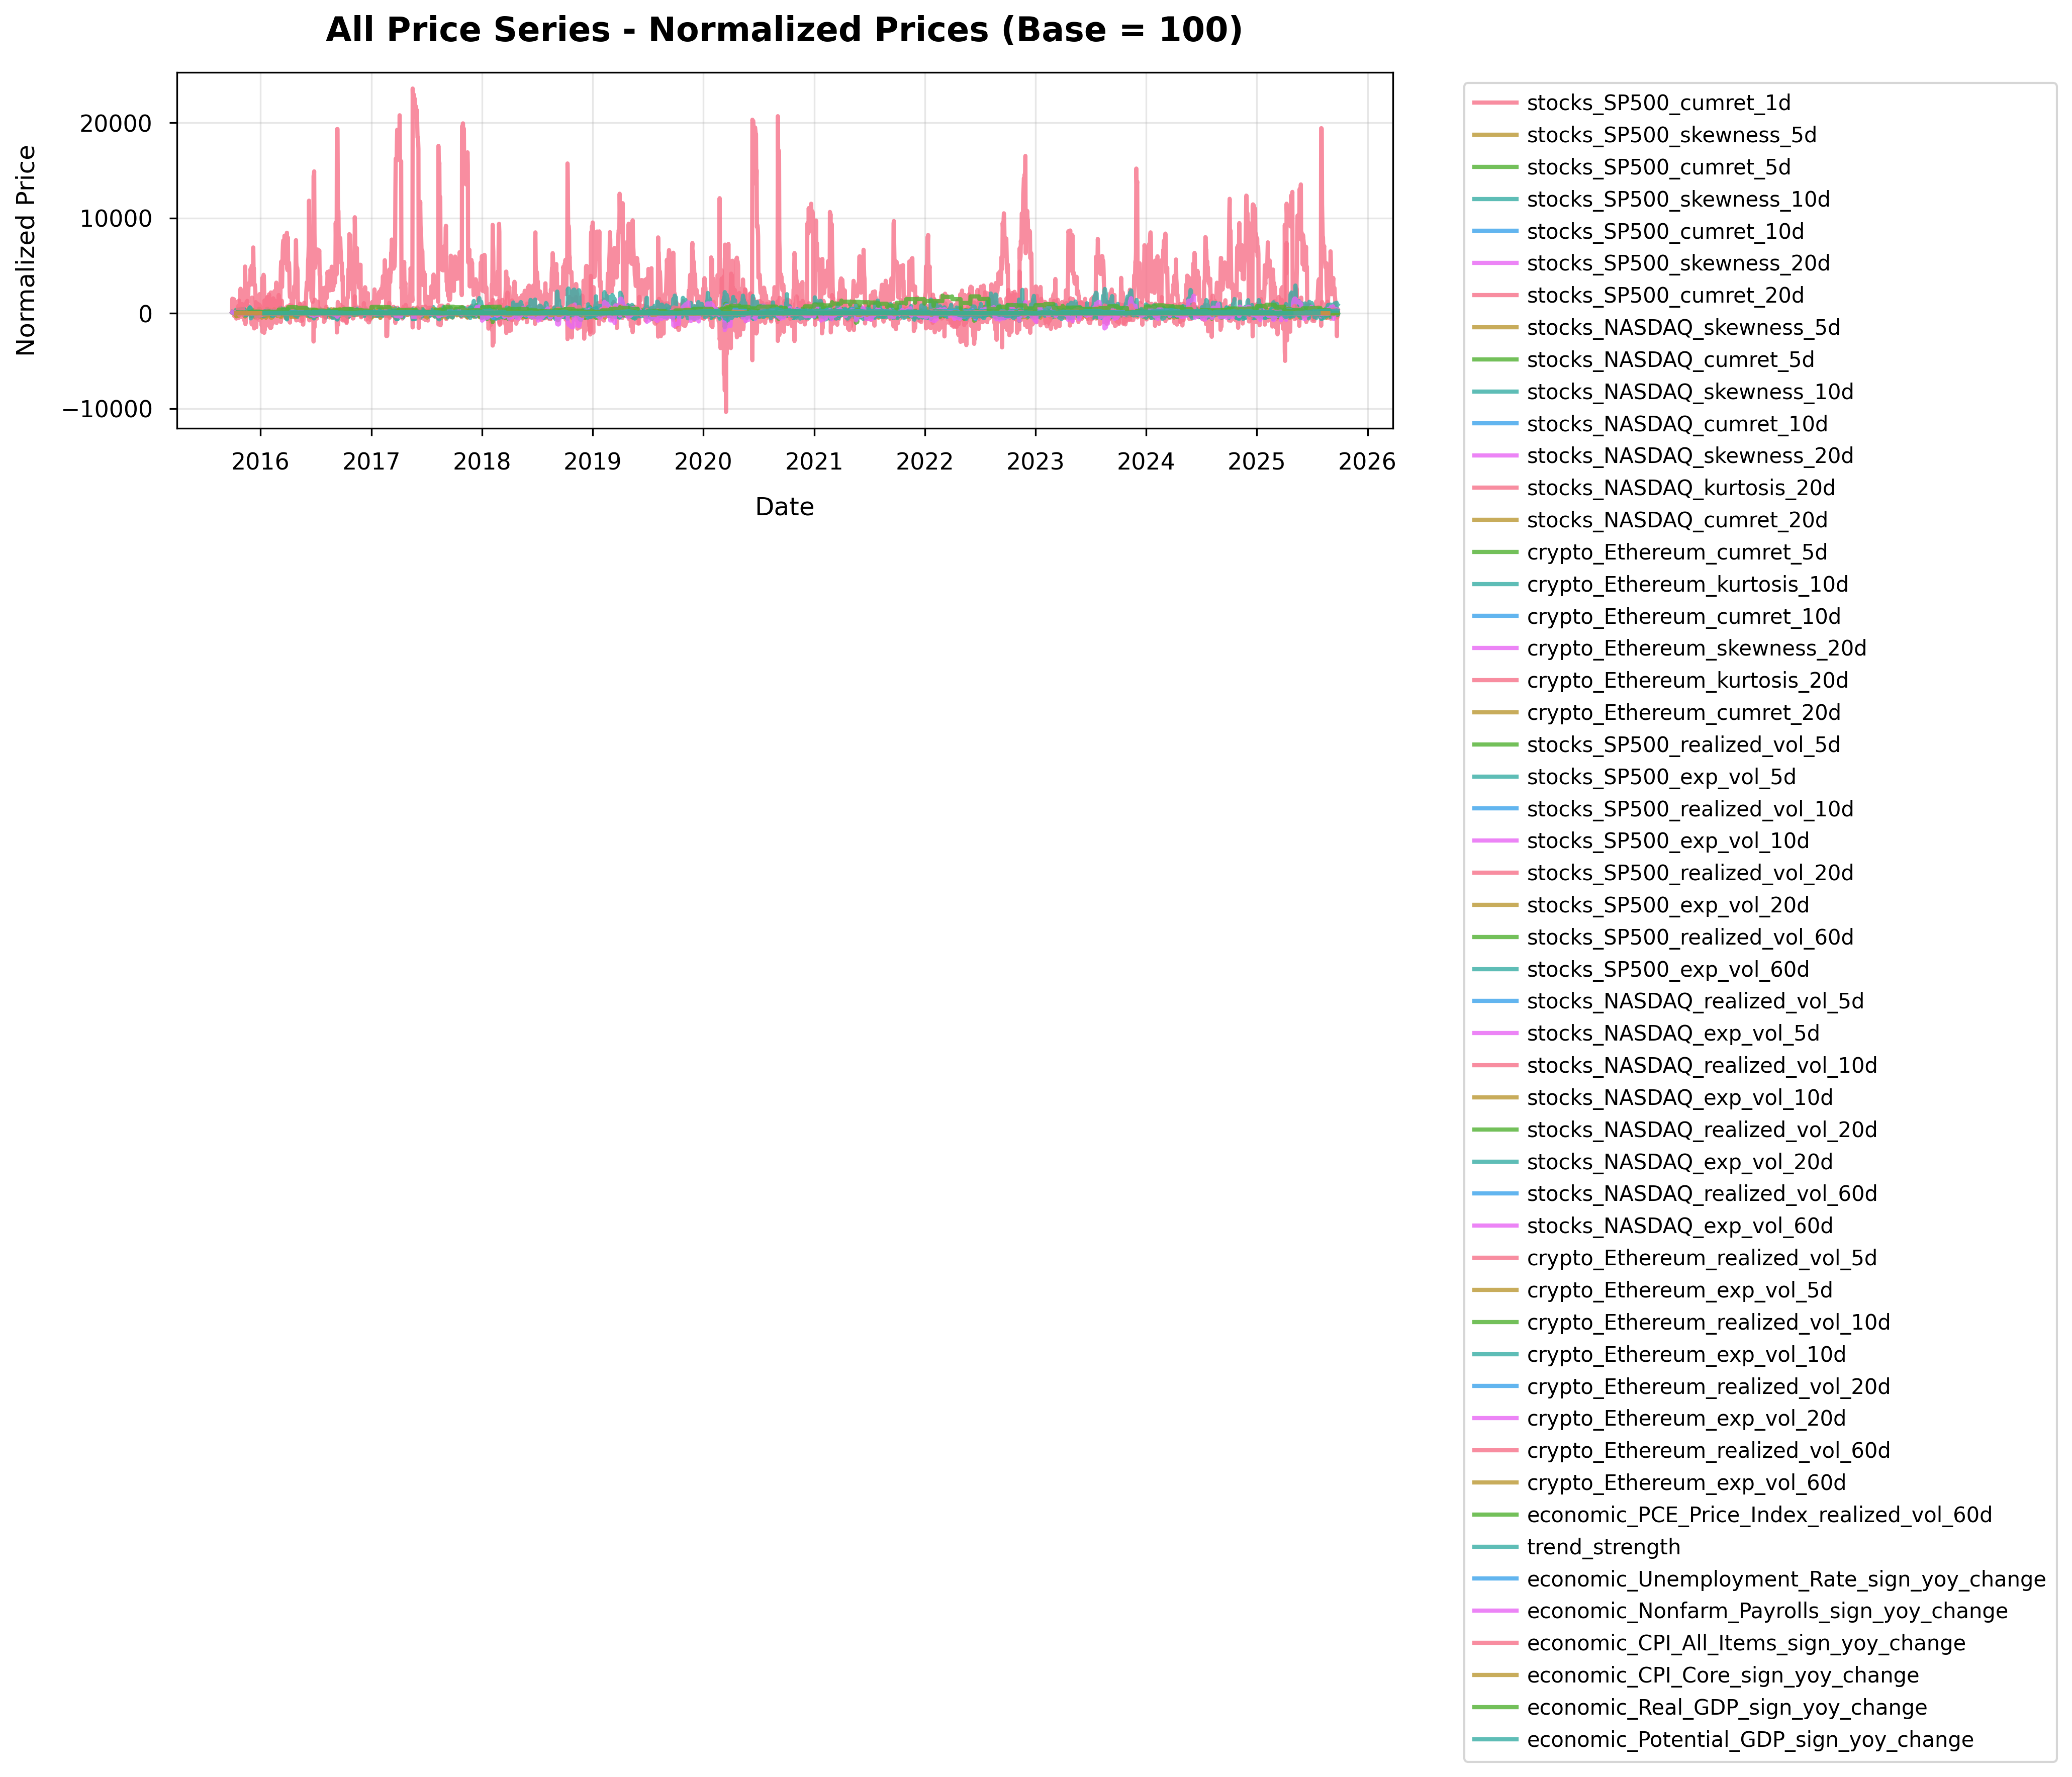 All Price Series - Normalized Prices (Base = 100)
Normalized Price
20000
10000
0
−10000
2016 2017 2018 2019 2020 2021 2022 2023 2024 2025 2026
Date
stocks_SP500_cumret_1d
stocks_SP500_skewness_5d
stocks_SP500_cumret_5d
stocks_SP500_skewness_10d
stocks_SP500_cumret_10d
stocks_SP500_skewness_20d
stocks_SP500_cumret_20d
stocks_NASDAQ_skewness_5d
stocks_NASDAQ_cumret_5d
stocks_NASDAQ_skewness_10d
stocks_NASDAQ_cumret_10d
stocks_NASDAQ_skewness_20d
stocks_NASDAQ_kurtosis_20d
stocks_NASDAQ_cumret_20d
crypto_Ethereum_cumret_5d
crypto_Ethereum_kurtosis_10d
crypto_Ethereum_cumret_10d
crypto_Ethereum_skewness_20d
crypto_Ethereum_kurtosis_20d
crypto_Ethereum_cumret_20d
stocks_SP500_realized_vol_5d
stocks_SP500_exp_vol_5d
stocks_SP500_realized_vol_10d
stocks_SP500_exp_vol_10d
stocks_SP500_realized_vol_20d
stocks_SP500_exp_vol_20d
stocks_SP500_realized_vol_60d
stocks_SP500_exp_vol_60d
stocks_NASDAQ_realized_vol_5d
stocks_NASDAQ_exp_vol_5d
stocks_NASDAQ_realized_vol_10d
stocks_NASDAQ_exp_vol_10d
stocks_NASDAQ_realized_vol_20d
stocks_NASDAQ_exp_vol_20d
stocks_NASDAQ_realized_vol_60d
stocks_NASDAQ_exp_vol_60d
crypto_Ethereum_realized_vol_5d
crypto_Ethereum_exp_vol_5d
crypto_Ethereum_realized_vol_10d
crypto_Ethereum_exp_vol_10d
crypto_Ethereum_realized_vol_20d
crypto_Ethereum_exp_vol_20d
crypto_Ethereum_realized_vol_60d
crypto_Ethereum_exp_vol_60d
economic_PCE_Price_Index_realized_vol_60d
trend_strength
economic_Unemployment_Rate_sign_yoy_change
economic_Nonfarm_Payrolls_sign_yoy_change
economic_CPI_All_Items_sign_yoy_change
economic_CPI_Core_sign_yoy_change
economic_Real_GDP_sign_yoy_change
economic_Potential_GDP_sign_yoy_change